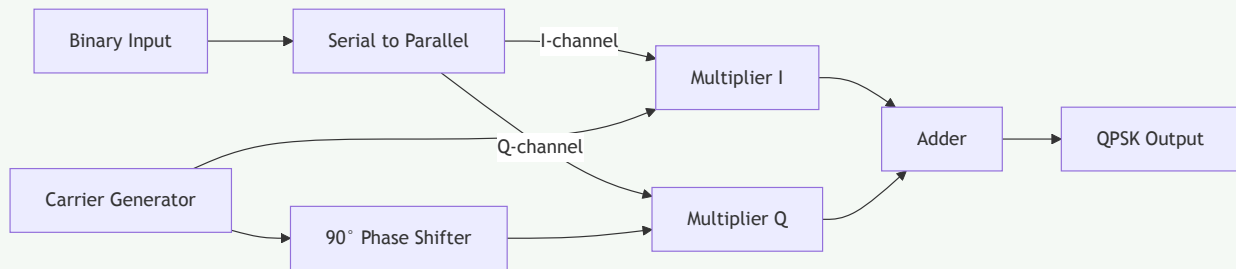 Binary Input
Serial to Parallel
I-channel
Multiplier I
Q-channel
Adder
QPSK Output
Carrier Generator
90° Phase Shifter
Multiplier Q